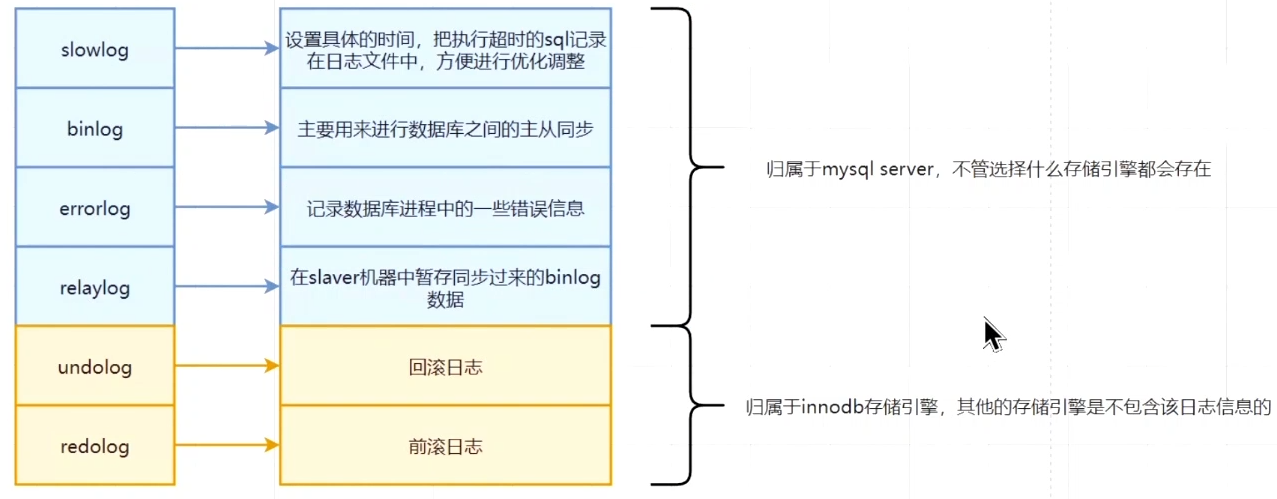 slowlog
设置具体的时间，把执行超时的sql记录
在日志文件中，方便进行优化调整
binlog
主要用来进行数据库之间的主从同步
归属于mysql server，不管选择什么存储引擎都会存在
errorlog
记录数据库进程中的一些错误信息
relaylog
在slaver机器中暂存同步过来的binlog
数据
undolog
回滚日志
归属于innodb存储引擎，其他的存储引擎是不包含该日志信息的
redolog
前滚日志